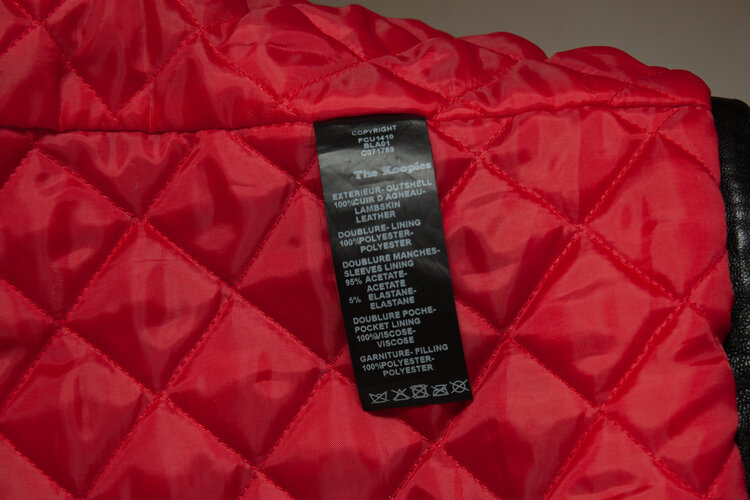 COPYRIGHT
PCU1410
BLA01
C071769
The Kooples
EXTERIEUR- OUTSHELL
100%CUIR D AGNEAU-
LAMBSKIN
LEATHER
DOUBLURE- LINING
100%POLYESTER-
POLYESTER
DOUBLURE MANCHES-
SLEEVES LINING
95% ACETATE-
ACETATE
5% ELASTANE-
ELASTANE
DOUBLURE POCHE-
POCKET LINING
100%VISCOSE-
VISCOSE
GARNITURE- FILLING
100%POLYESTER-
POLYESTER